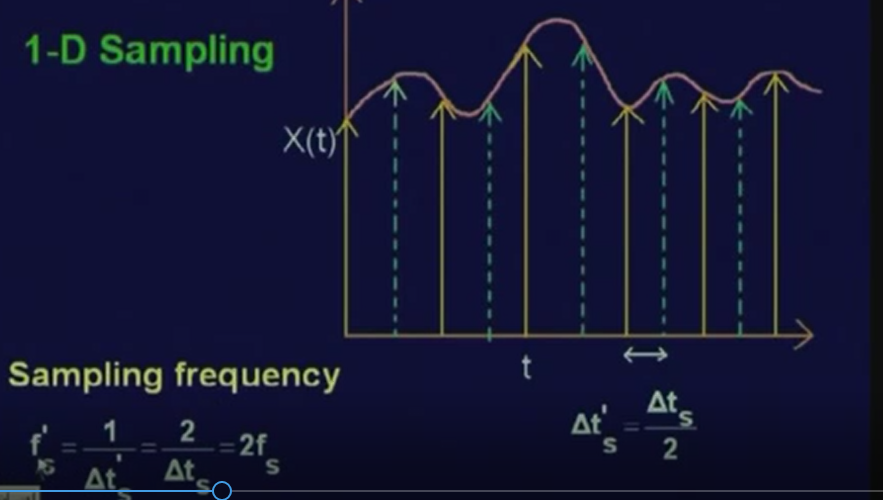 1-D Sampling
X(t)
t
Sampling frequency
f's = 1/Δt's = 2/Δts = 2fs
Δt's = Δts/2